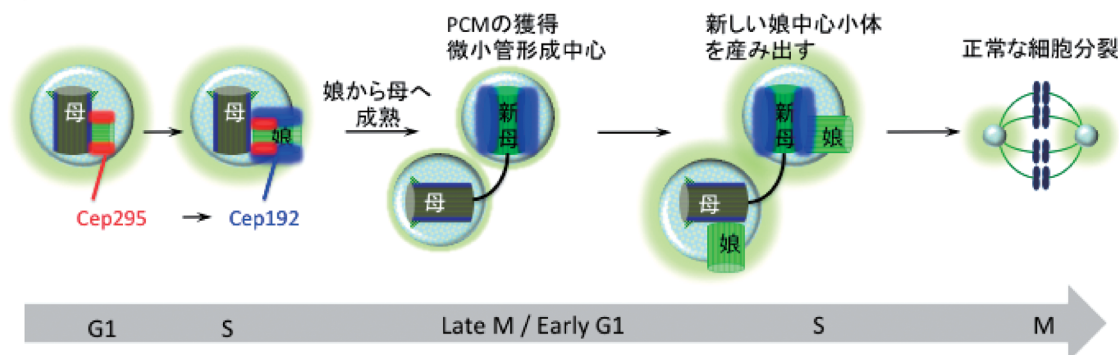 PCMの獲得
微小管形成中心
新しい娘中心小体
を産み出す
正常な細胞分裂
娘から母へ
成熟
母
母
娘
新
母
母
新
母
娘
母
娘
Cep295
Cep192
G1
S
Late M / Early G1
S
M